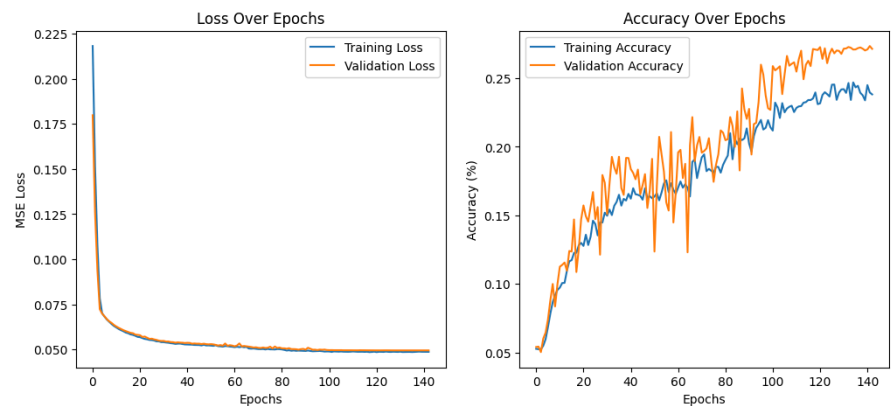 Loss Over Epochs
0.225
0.200
0.175
0.150
0.125
0.100
0.075
0.050
MSE Loss
Training Loss
Validation Loss
0 20 40 60 80 100 120 140
Epochs
Accuracy Over Epochs
0.25
0.20
0.15
0.10
0.05
Accuracy (%)
Training Accuracy
Validation Accuracy
0 20 40 60 80 100 120 140
Epochs